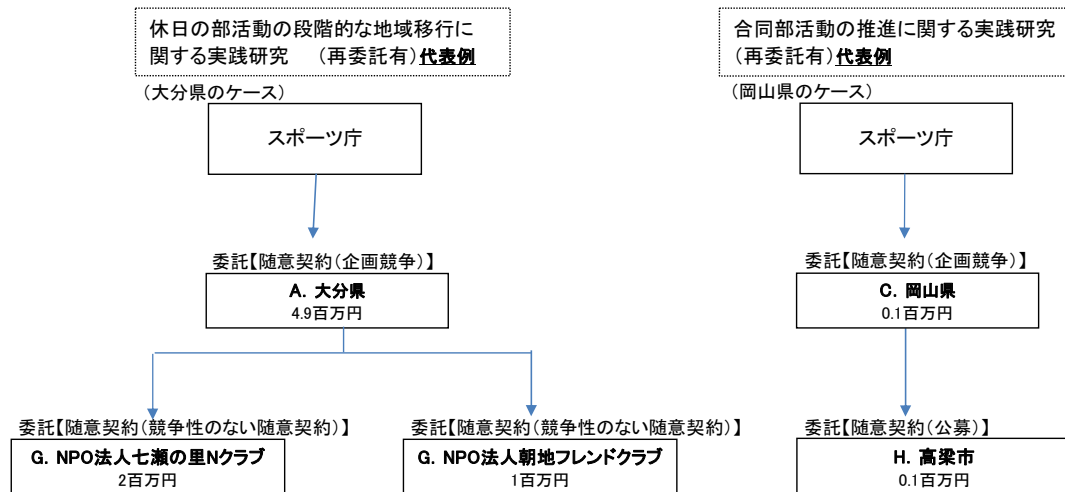 休日の部活動の段階的な地域移行に
関する実践研究　（再委託有）代表例
（大分県のケース）
スポーツ庁
委託【随意契約（企画競争）】
A. 大分県
4.9百万円
委託【随意契約（競争性のない随意契約）】
G. NPO法人七瀬の里Nクラブ
2百万円
委託【随意契約（競争性のない随意契約）】
G. NPO法人朝地フレンドクラブ
1百万円
合同部活動の推進に関する実践研究
（再委託有）代表例
（岡山県のケース）
スポーツ庁
委託【随意契約（企画競争）】
C. 岡山県
0.1百万円
委託【随意契約（公募）】
H. 高梁市
0.1百万円